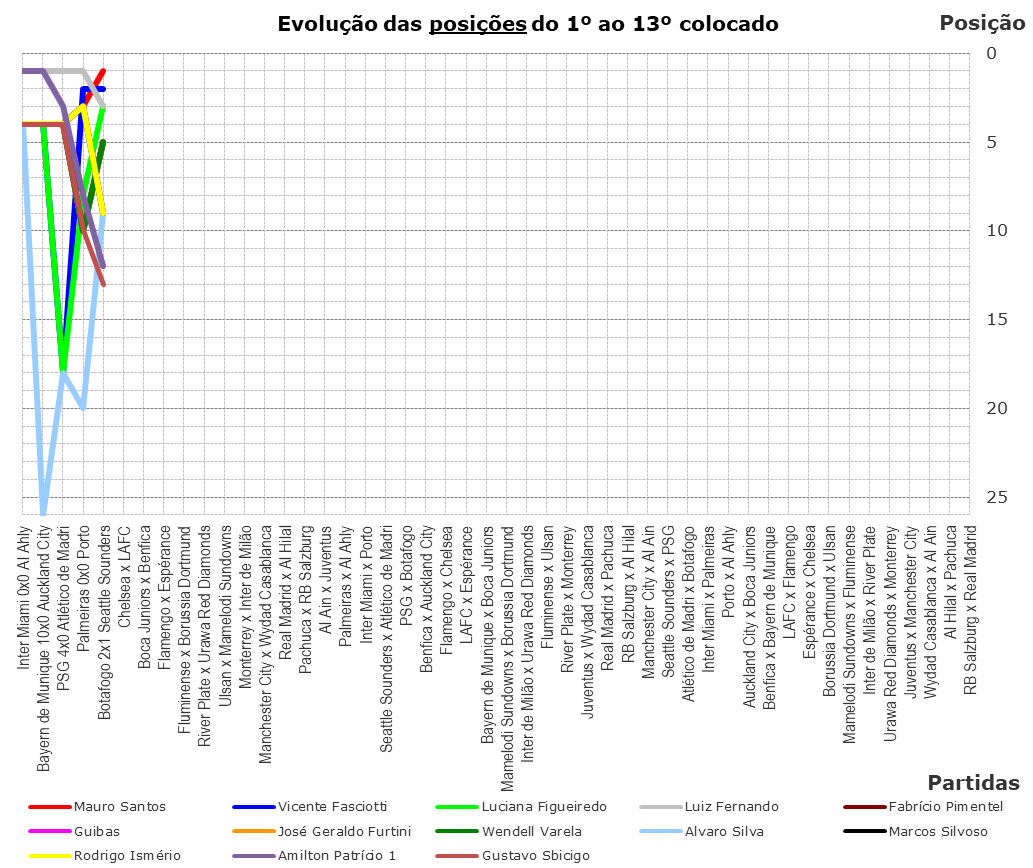 Evolução das posições do 1º ao 13º colocado
Posição
0
5
10
15
20
25
Inter Miami 0x0 Al Ahly
Bayern de Munique 10x0 Auckland City
PSG 4x0 Atlético de Madri
Palmeiras 0x0 Porto
Botafogo 2x1 Seattle Sounders
Chelsea x LAFC
Boca Juniors x Benfica
Flamengo x Espérance
Fluminense x Borussia Dortmund
River Plate x Urawa Red Diamonds
Ulsan x Mamelodi Sundowns
Monterrey x Inter de Milão
Manchester City x Wydad Casablanca
Real Madrid x Al Hilal
Pachuca x RB Salzburg
Al Ain x Juventus
Palmeiras x Al Ahly
Inter Miami x Porto
Seattle Sounders x Atlético de Madri
PSG x Botafogo
Benfica x Auckland City
Flamengo x Chelsea
LAFC x Espérance
Bayern de Munique x Boca Juniors
Mamelodi Sundowns x Borussia Dortmund
Inter de Milão x Urawa Red Diamonds
Fluminense x Ulsan
River Plate x Monterrey
Juventus x Wydad Casablanca
Real Madrid x Pachuca
RB Salzburg x Al Hilal
Manchester City x Al Ain
Seattle Sounders x PSG
Atlético de Madri x Botafogo
Inter Miami x Palmeiras
Porto x Al Ahly
Auckland City x Boca Juniors
Benfica x Bayern de Munique
LAFC x Flamengo
Espérance x Chelsea
Borussia Dortmund x Ulsan
Mamelodi Sundowns x Fluminense
Inter de Milão x River Plate
Urawa Red Diamonds x Monterrey
Juventus x Manchester City
Wydad Casablanca x Al Ain
Al Hilal x Pachuca
RB Salzburg x Real Madrid
Partidas
Mauro Santos
Vicente Fasciotti
Luciana Figueiredo
Luiz Fernando
Fabrício Pimentel
Guibas
José Geraldo Furtini
Wendell Varela
Alvaro Silva
Marcos Silvoso
Rodrigo Ismério
Amilton Patrício 1
Gustavo Sbicigo